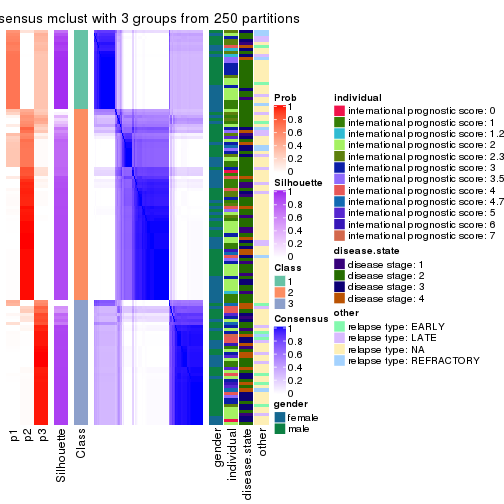 sensus mclust with 3 groups from 250 partitions
Prob
1
0.8
0.6
0.4
0.2
0
Silhouette
1
0.8
0.6
0.4
0.2
0
Class
1
2
3
Consensus
1
0.8
0.6
0.4
0.2
0
gender
female
male
individual
international prognostic score: 0
international prognostic score: 1
international prognostic score: 1.2
international prognostic score: 2
international prognostic score: 2.3
international prognostic score: 3
international prognostic score: 3.5
international prognostic score: 4
international prognostic score: 4.7
international prognostic score: 5
international prognostic score: 6
international prognostic score: 7
disease.state
disease stage: 1
disease stage: 2
disease stage: 3
disease stage: 4
other
relapse type: EARLY
relapse type: LATE
relapse type: NA
relapse type: REFRACTORY
p1
p2
p3
Silhouette
Class
gender
individual
disease.state
other